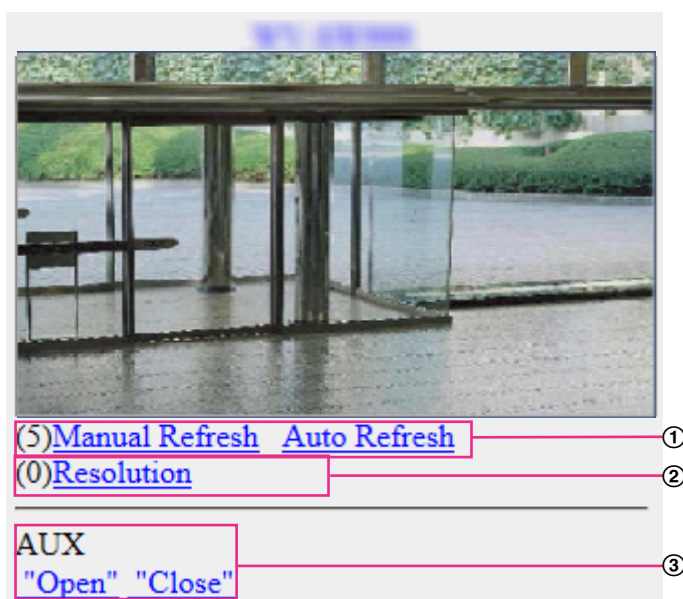 (5)Manual Refresh Auto Refresh
①
(0)Resolution
②
AUX
"Open" "Close"
③